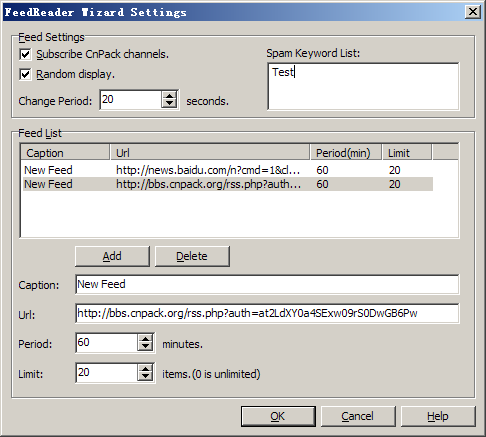 FeedReader Wizard Settings
Feed Settings
Subscribe CnPack channels.
Random display.
Change Period: 20 seconds.
Spam Keyword List:
Test
Feed List
Caption Url Period(min) Limit
New Feed http://news.baidu.com/n?cmd=1&cl... 60 20
New Feed http://bbs.cnpack.org/rss.php?auth... 60 20
Add Delete
Caption: New Feed
Url: http://bbs.cnpack.org/rss.php?auth=at2LdXY0a4SExw09rS0DwGB6Pw
Period: 60 minutes.
Limit: 20 items.(0 is unlimited)
OK Cancel Help